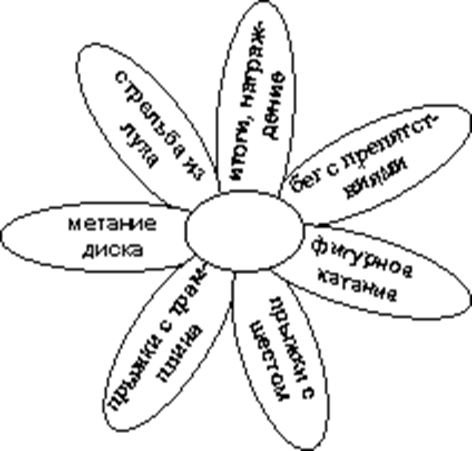 итоги, награж-
дение
бег с препятст-
виями
фигурное
катание
прыжки с
шестом
прыжки с трам-
плина
метание
диска
стрельба из
лука